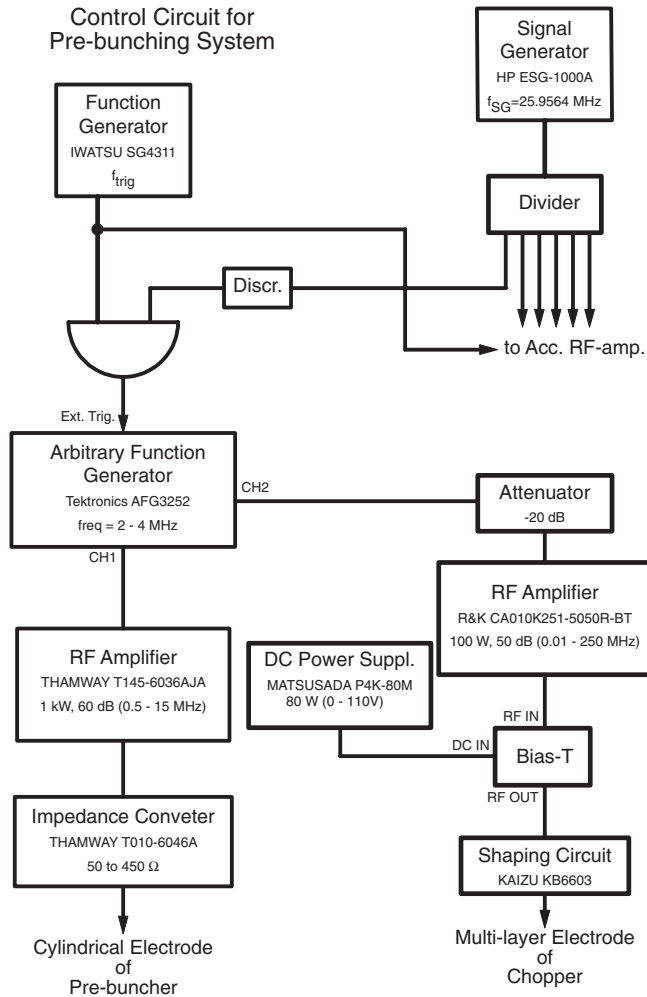 Control Circuit for
Pre-bunching System
Signal
Generator
HP ESG-1000A
fSG=25.9564 MHz
Function
Generator
IWATSU SG4311
ftrig
Divider
Discr.
to Acc. RF-amp.
Ext. Trig.
Arbitrary Function
Generator
Tektronics AFG3252
freq = 2 - 4 MHz
CH2
CH1
Attenuator
-20 dB
RF Amplifier
R&K CA010K251-5050R-BT
100 W, 50 dB (0.01 - 250 MHz)
RF Amplifier
THAMWAY T145-6036AJA
1 kW, 60 dB (0.5 - 15 MHz)
DC Power Suppl.
MATSUSADA P4K-80M
80 W (0 - 110V)
RF IN
DC IN
Bias-T
RF OUT
Impedance Conveter
THAMWAY T010-6046A
50 to 450 Ω
Shaping Circuit
KAIZU KB6603
Cylindrical Electrode
of
Pre-buncher
Multi-layer Electrode
of
Chopper